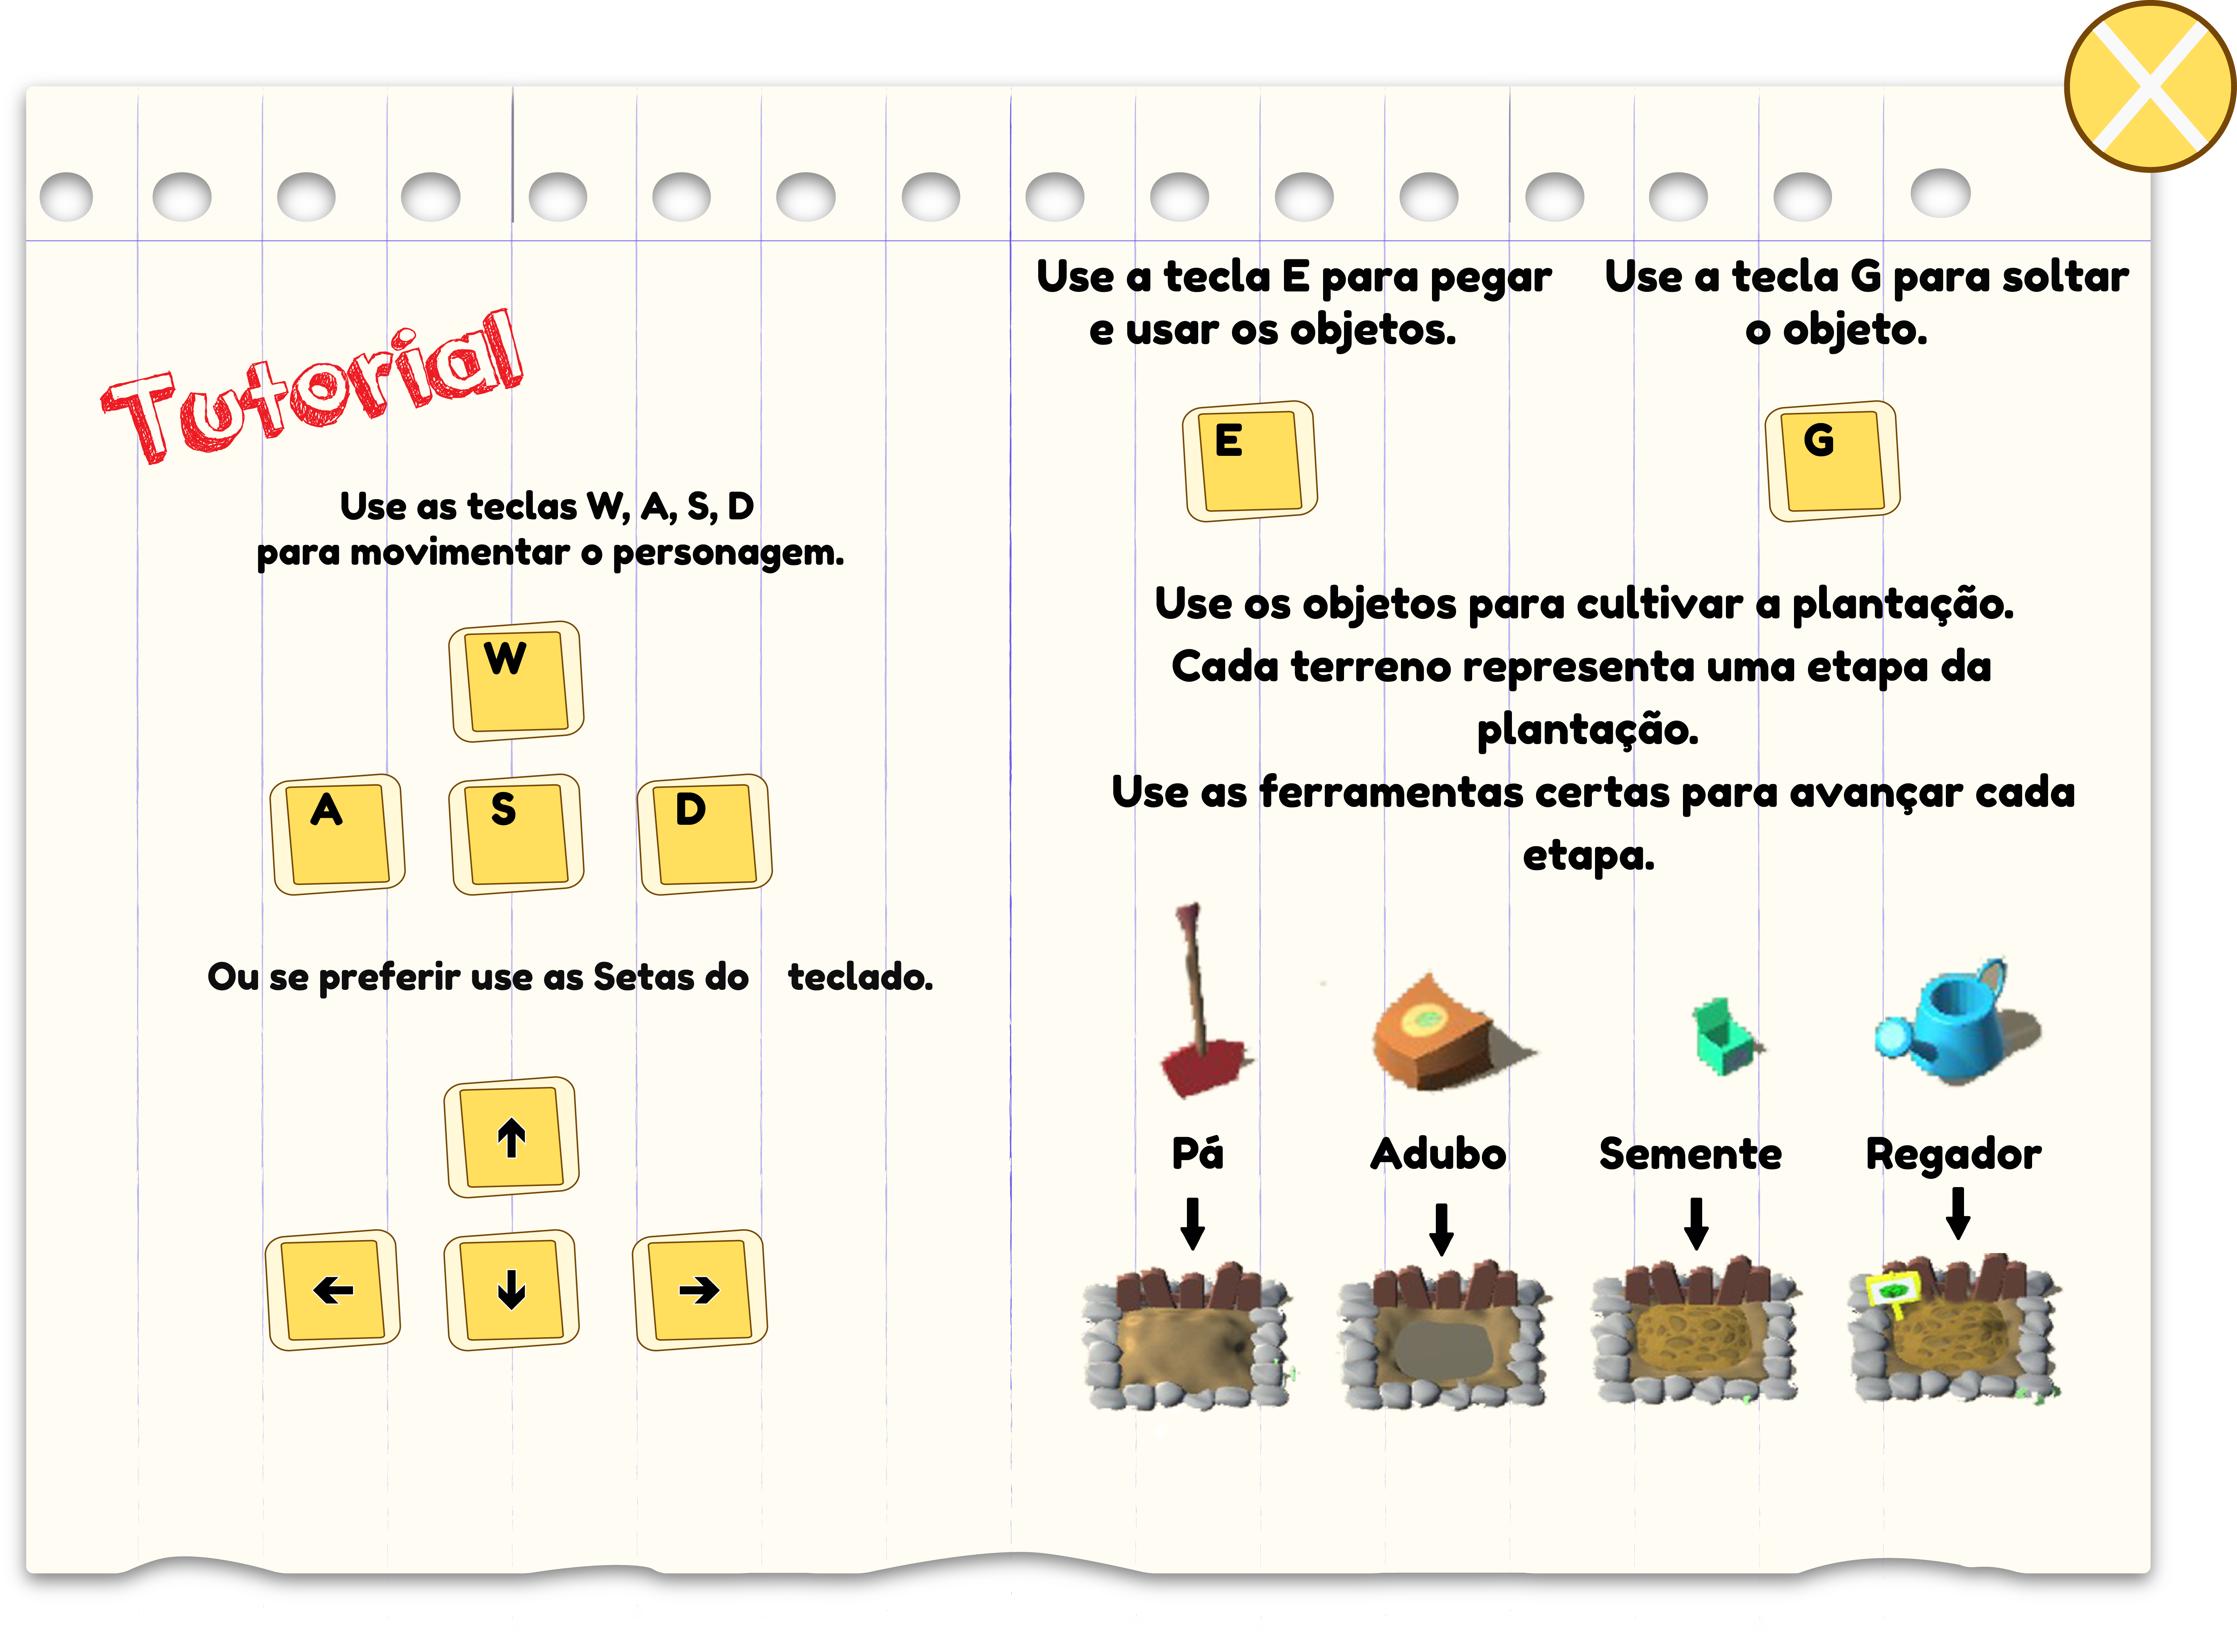 Tutorial
Use as teclas W, A, S, D
para movimentar o personagem.
W
A S D
Ou se preferir use as Setas do teclado.
Use a tecla E para pegar
e usar os objetos.
E
Use a tecla G para soltar
o objeto.
G
Use os objetos para cultivar a plantação.
Cada terreno representa uma etapa da
plantação.
Use as ferramentas certas para avançar cada
etapa.
Pá Adubo Semente Regador